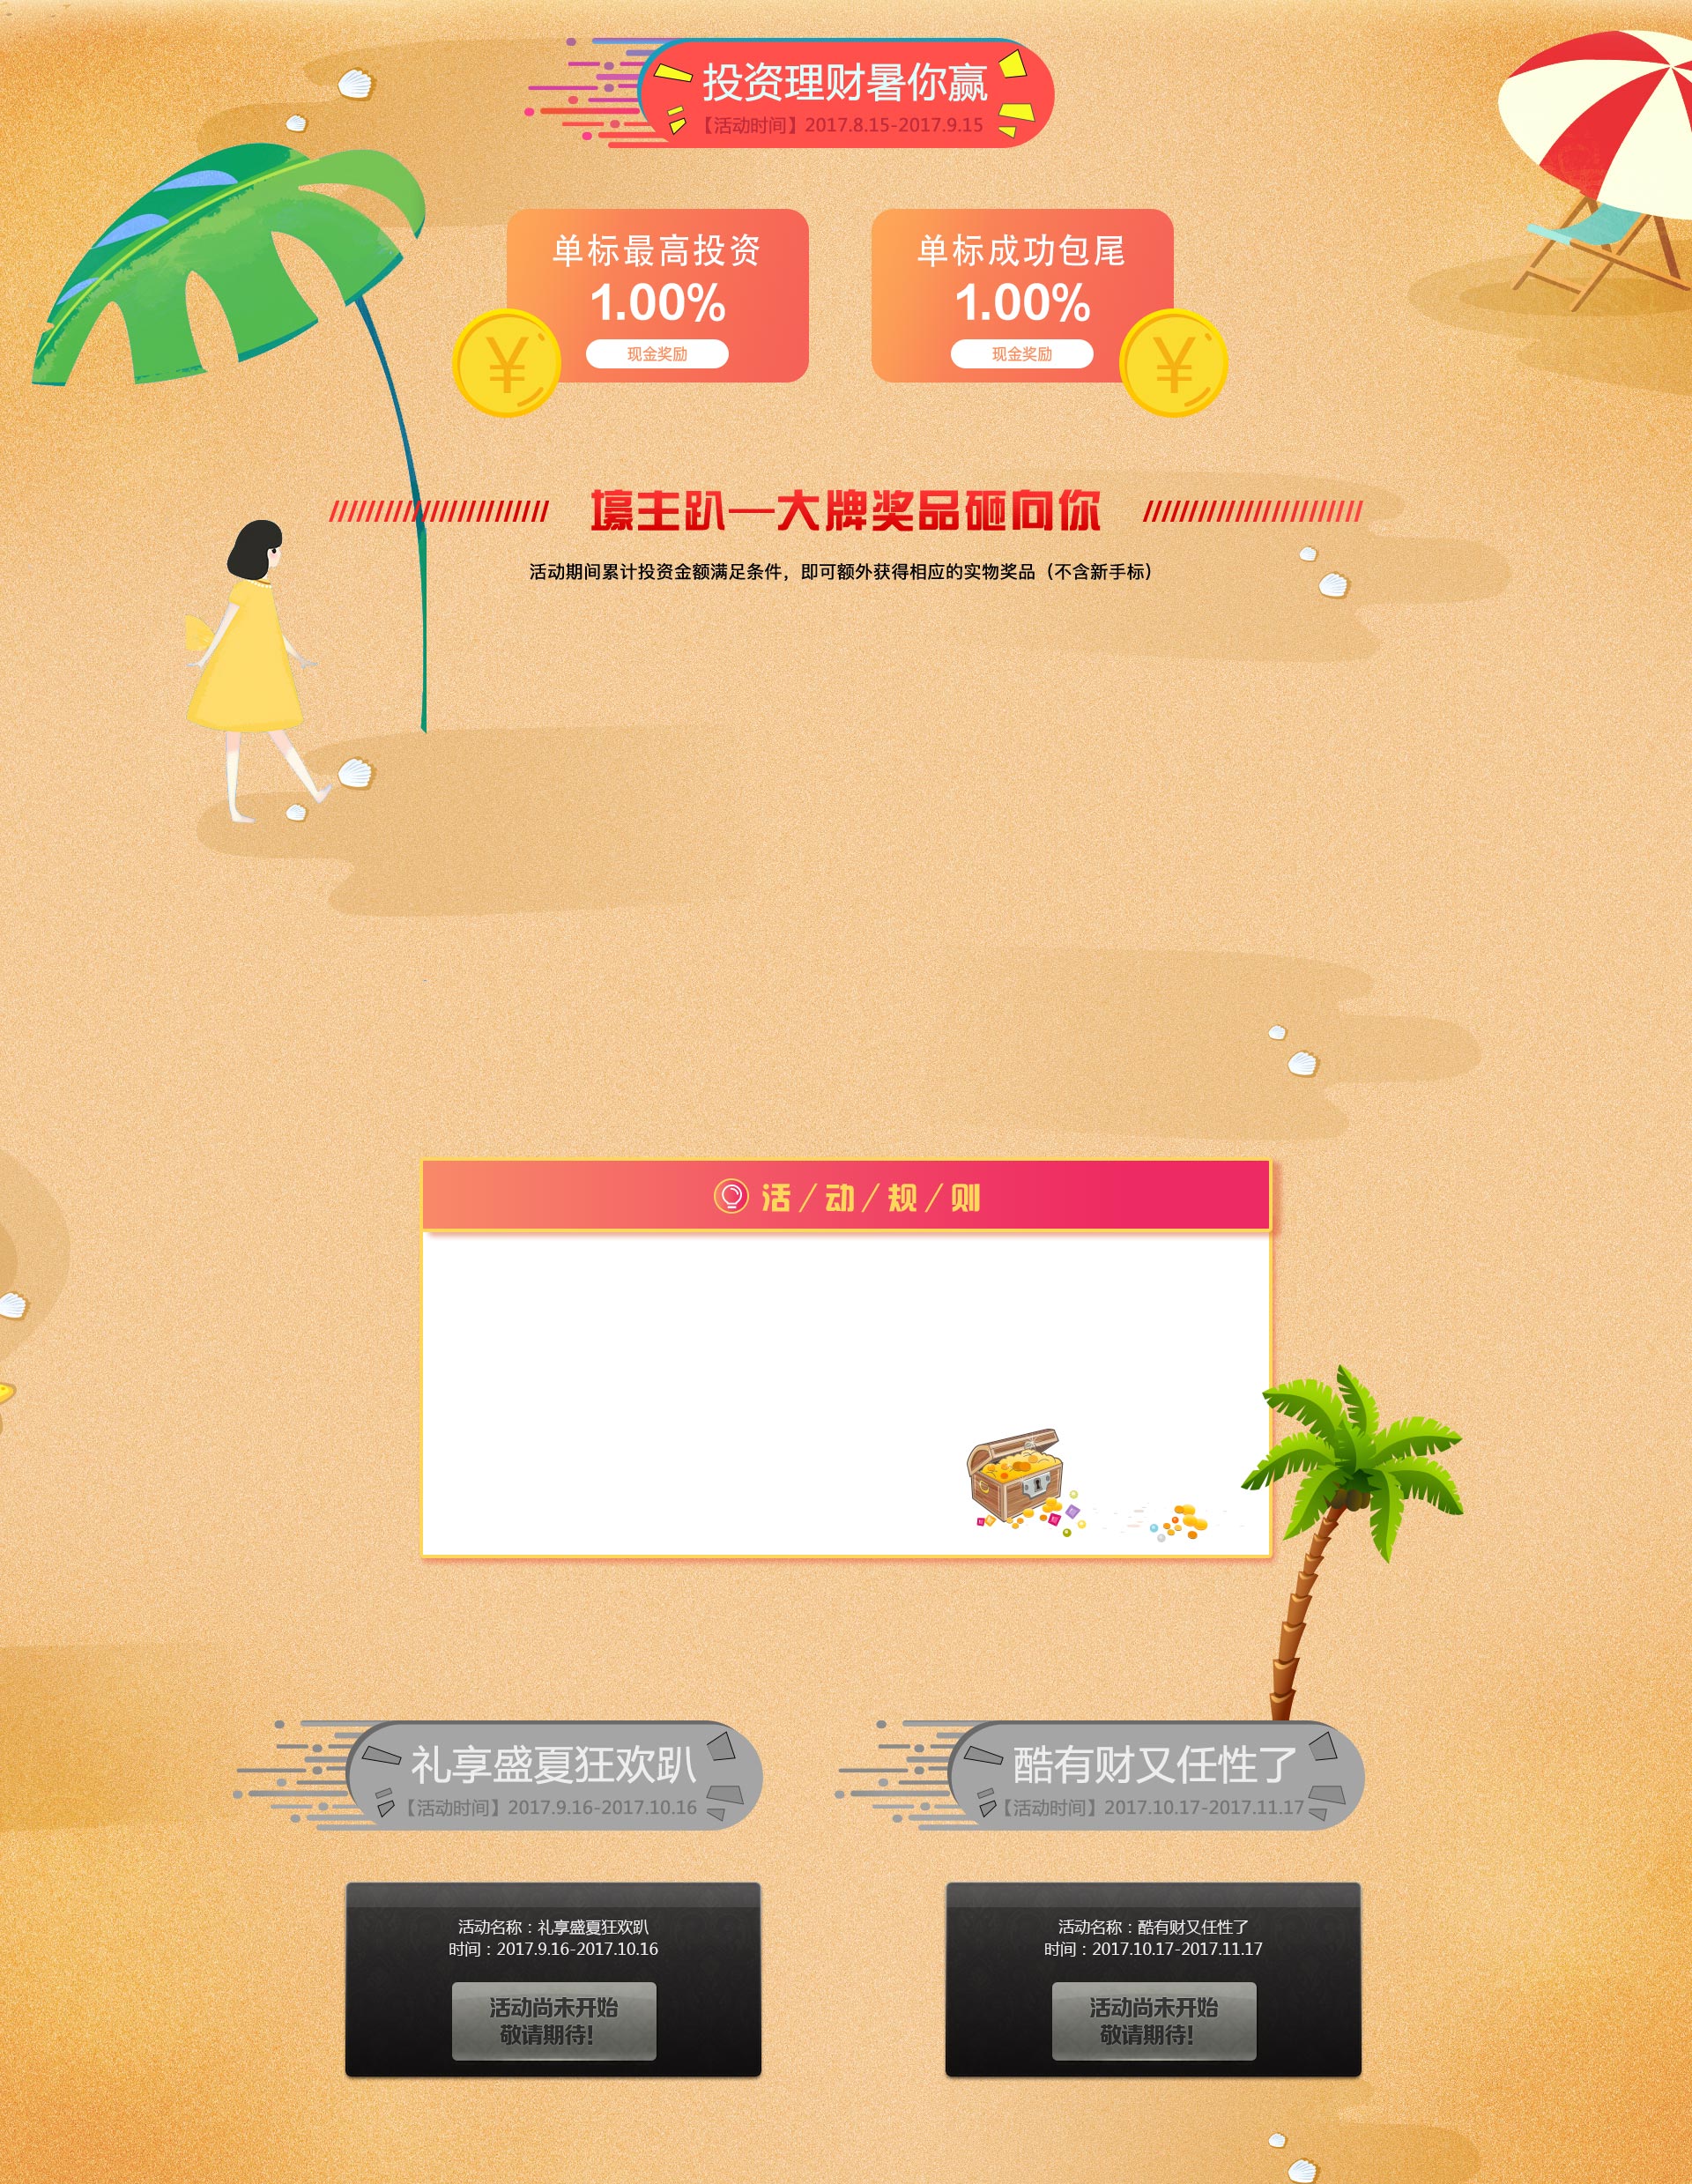 投资理财暑你赢
【活动时间】2017.8.15-2017.9.15
单标最高投资
1.00%
现金奖励
¥
单标成功包尾
1.00%
现金奖励
¥
壕主趴—大牌奖品砸向你
活动期间累计投资金额满足条件，即可额外获得相应的实物奖品（不含新手标）
活/动/规/则
礼享盛夏狂欢趴
【活动时间】2017.9.16-2017.10.16
酷有财又任性了
【活动时间】2017.10.17-2017.11.17
活动名称：礼享盛夏狂欢趴
时间：2017.9.16-2017.10.16
活动尚未开始
敬请期待！
活动名称：酷有财又任性了
时间：2017.10.17-2017.11.17
活动尚未开始
敬请期待！